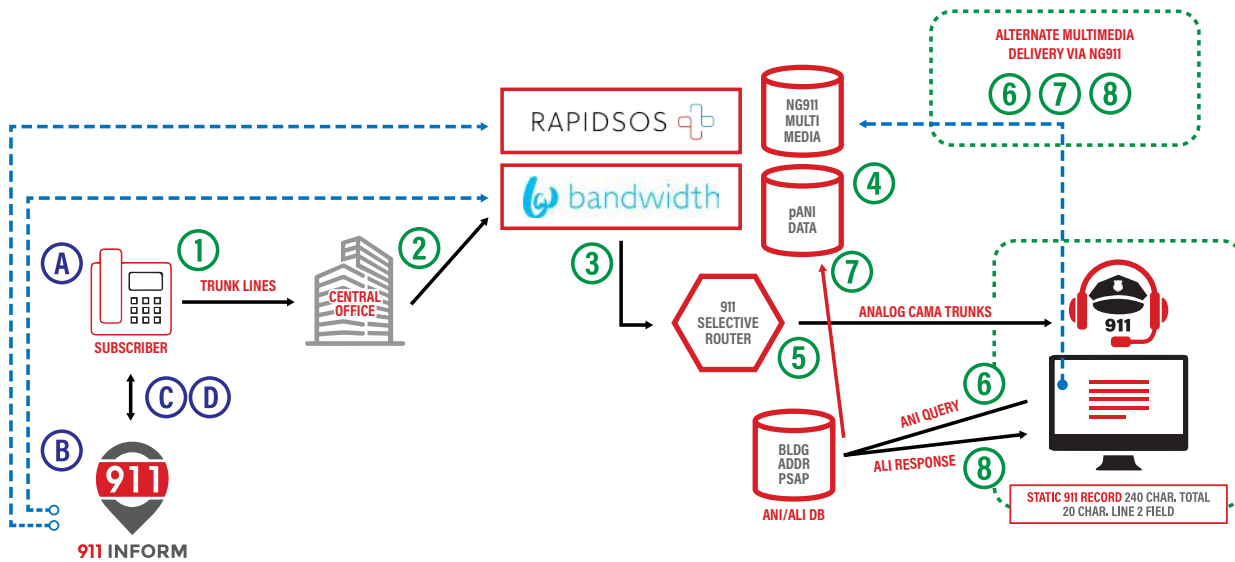 ALTERNATE MULTIMEDIA
DELIVERY VIA NG911
6 7 8
RAPIDSOS
NG911
MULTI
MEDIA
bandwidth
4
pANI
DATA
A
1
TRUNK LINES
SUBSCRIBER
2
CENTRAL
OFFICE
3
7
911
SELECTIVE
ROUTER
5
ANALOG CAMA TRUNKS
911
C D
B
911
911 INFORM
6
ANI QUERY
ALI RESPONSE
8
BLDG
ADDR
PSAP
ANI/ALI DB
STATIC 911 RECORD 240 CHAR. TOTAL
20 CHAR. LINE 2 FIELD